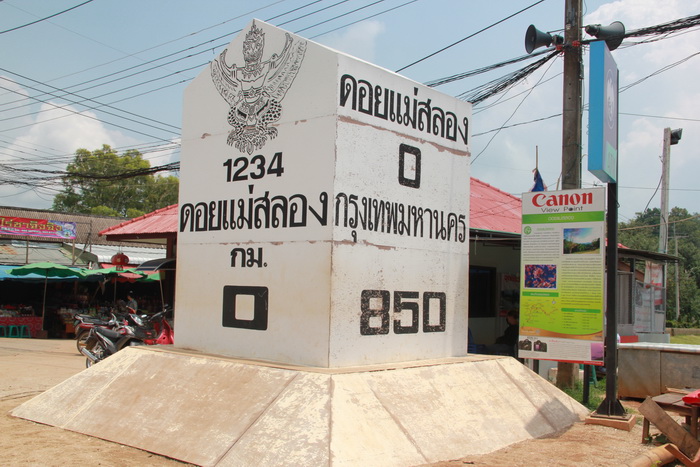 1234
ดอยแม่สลอง
กม.
0
ดอยแม่สลอง
0
กรุงเทพมหานคร
850
Canon
View Point